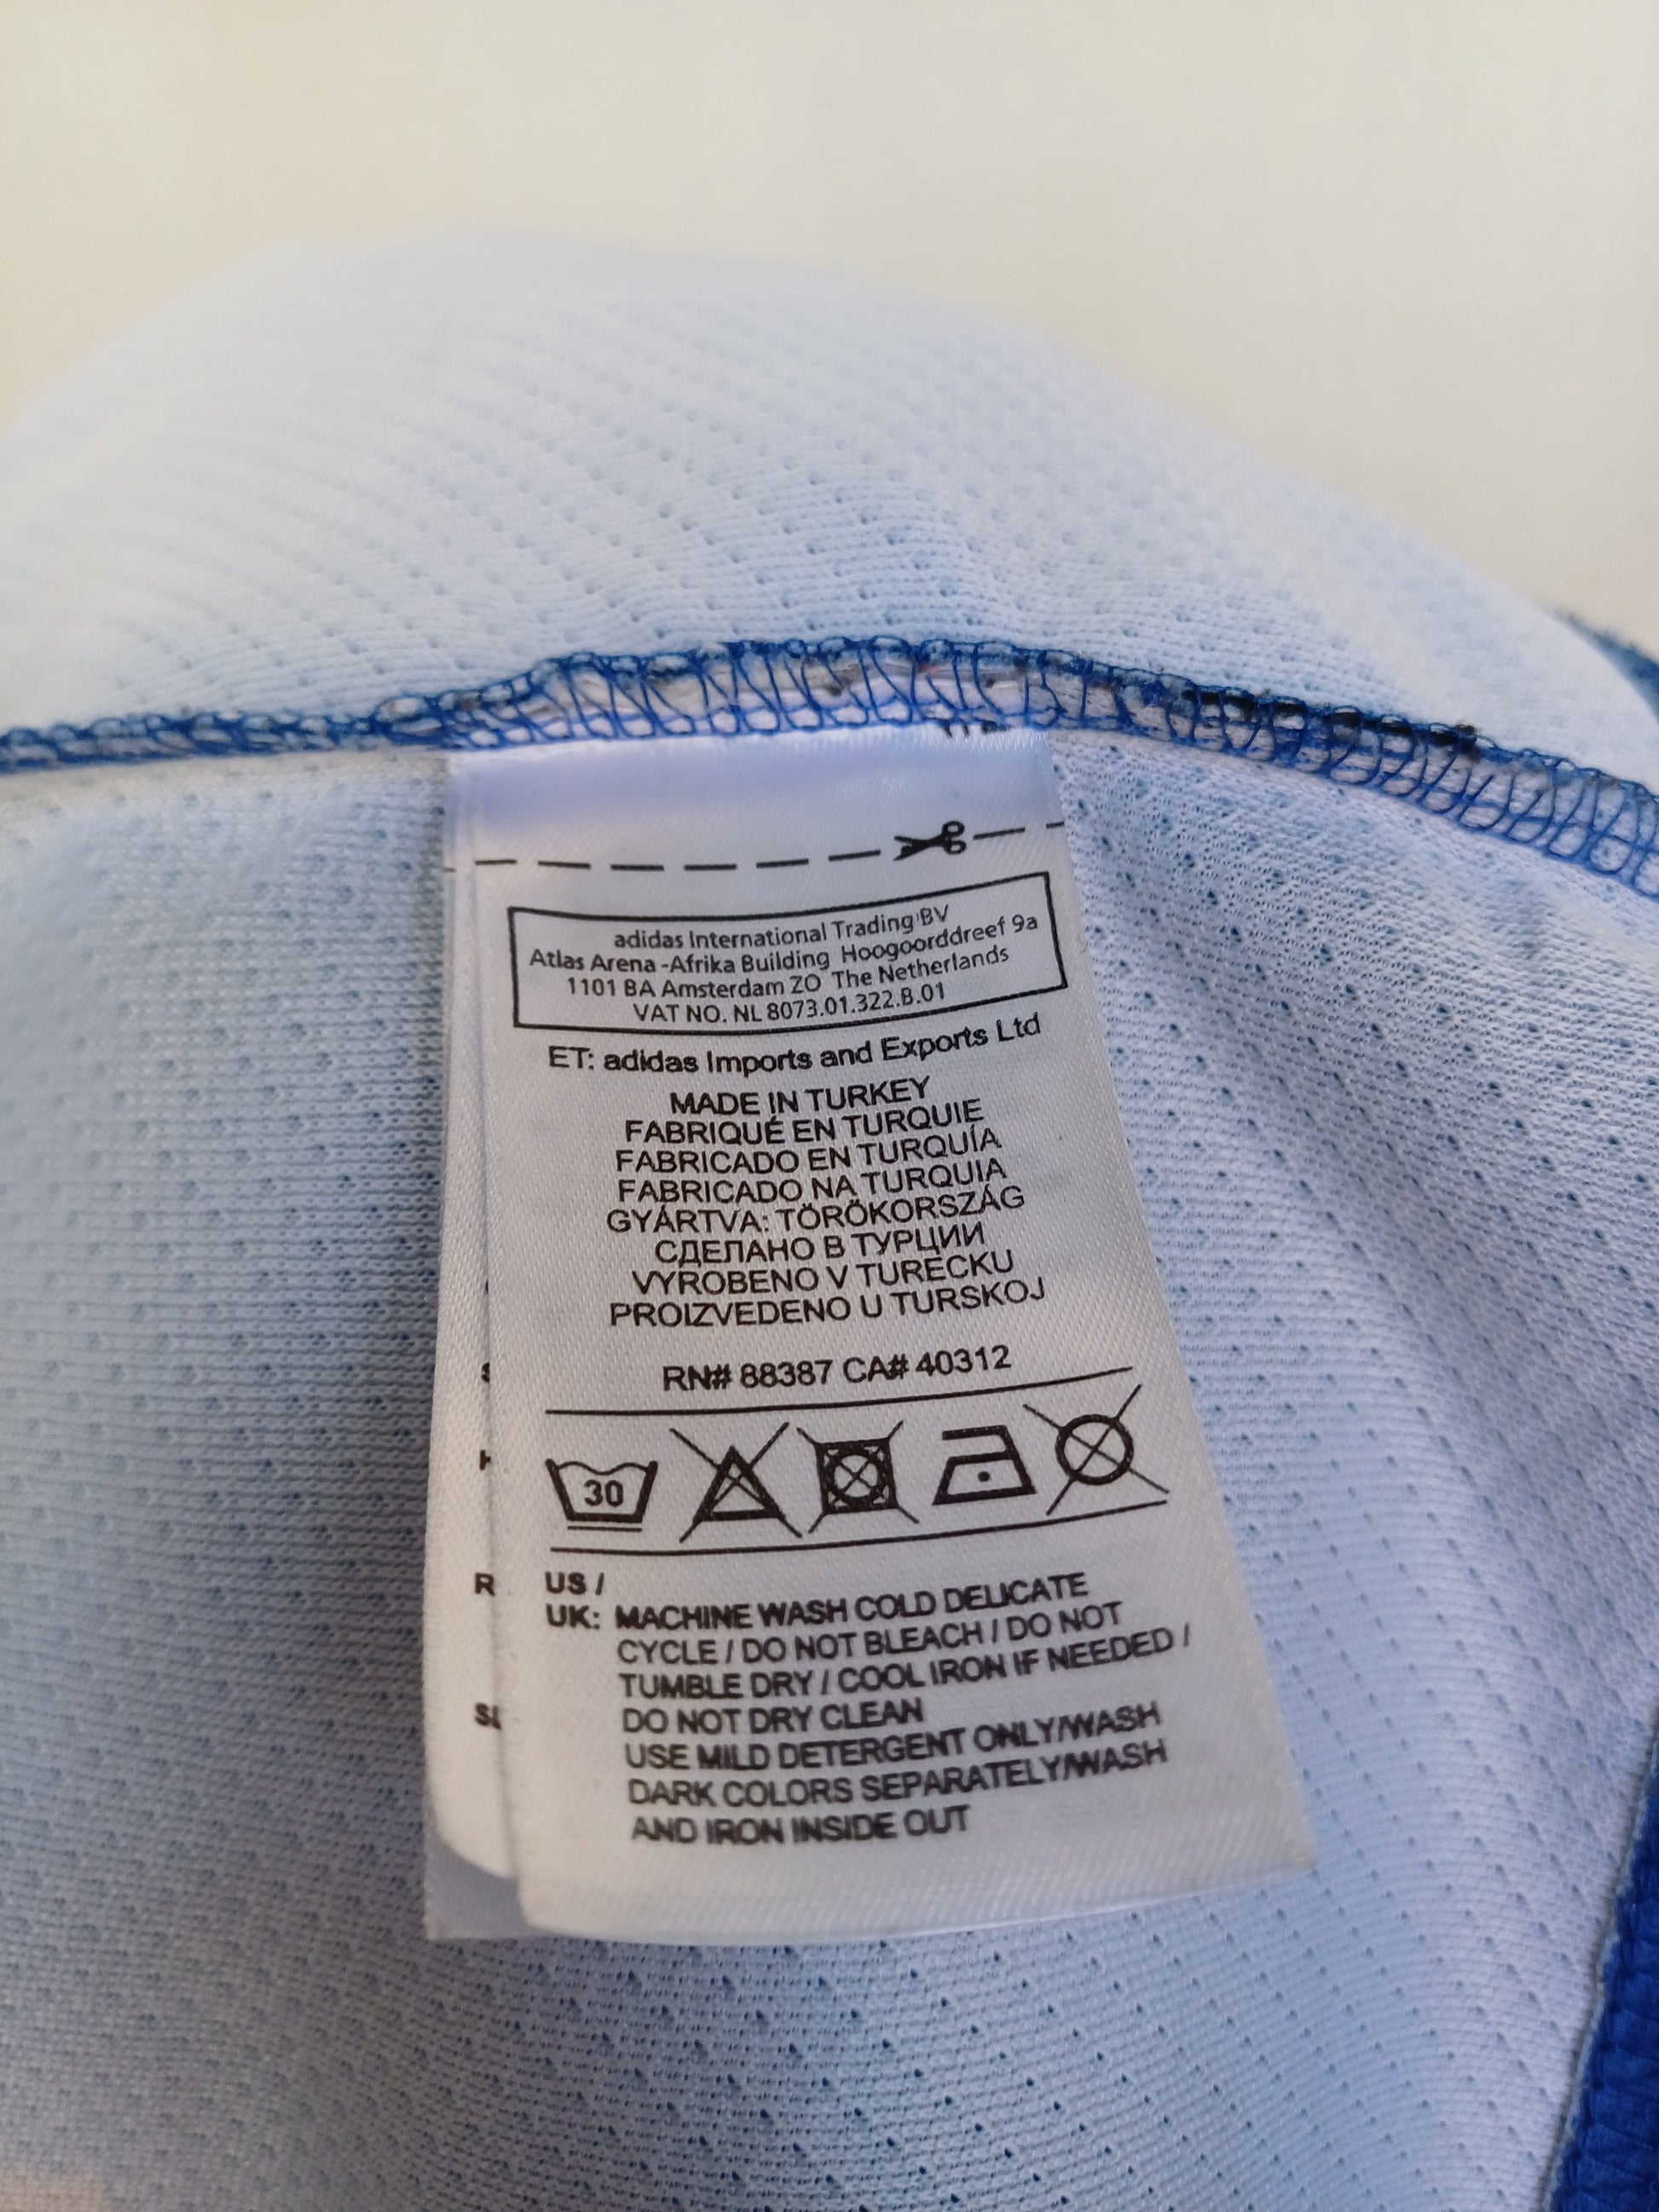 adidas International Trading BV
Atlas Arena -Afrika Building Hoogoorddreef 9a
1101 BA Amsterdam ZO The Netherlands
VAT NO. NL 8073.01.322.B.01
ET: adidas Imports and Exports Ltd
MADE IN TURKEY
FABRIQUÉ EN TURQUIE
FABRICADO EN TURQUÍA
FABRICADO NA TURQUIA
GYÁRTVA: TÖRÖKORSZÁG
СДЕЛАНО В ТУРЦИИ
VYROBENO V TURECKU
PROIZVEDENO U TURSKOJ
RN# 88387 CA# 40312
30
US /
UK: MACHINE WASH COLD DELICATE
CYCLE / DO NOT BLEACH / DO NOT
TUMBLE DRY / COOL IRON IF NEEDED /
DO NOT DRY CLEAN
USE MILD DETERGENT ONLY/WASH
DARK COLORS SEPARATELY/WASH
AND IRON INSIDE OUT